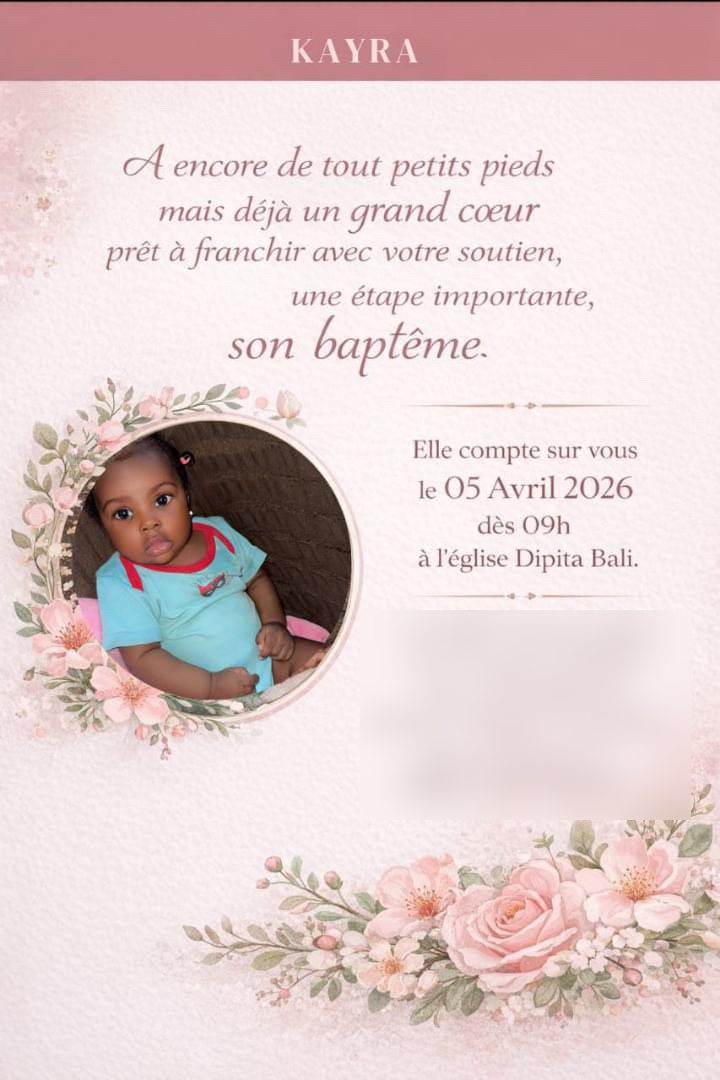 KAYRA
A encore de tout petits pieds
mais déjà un grand cœur
prêt à franchir avec votre soutien,
une étape importante,
son baptême.
Elle compte sur vous
le 05 Avril 2026
dès 09h
à l'église Dipita Bali.